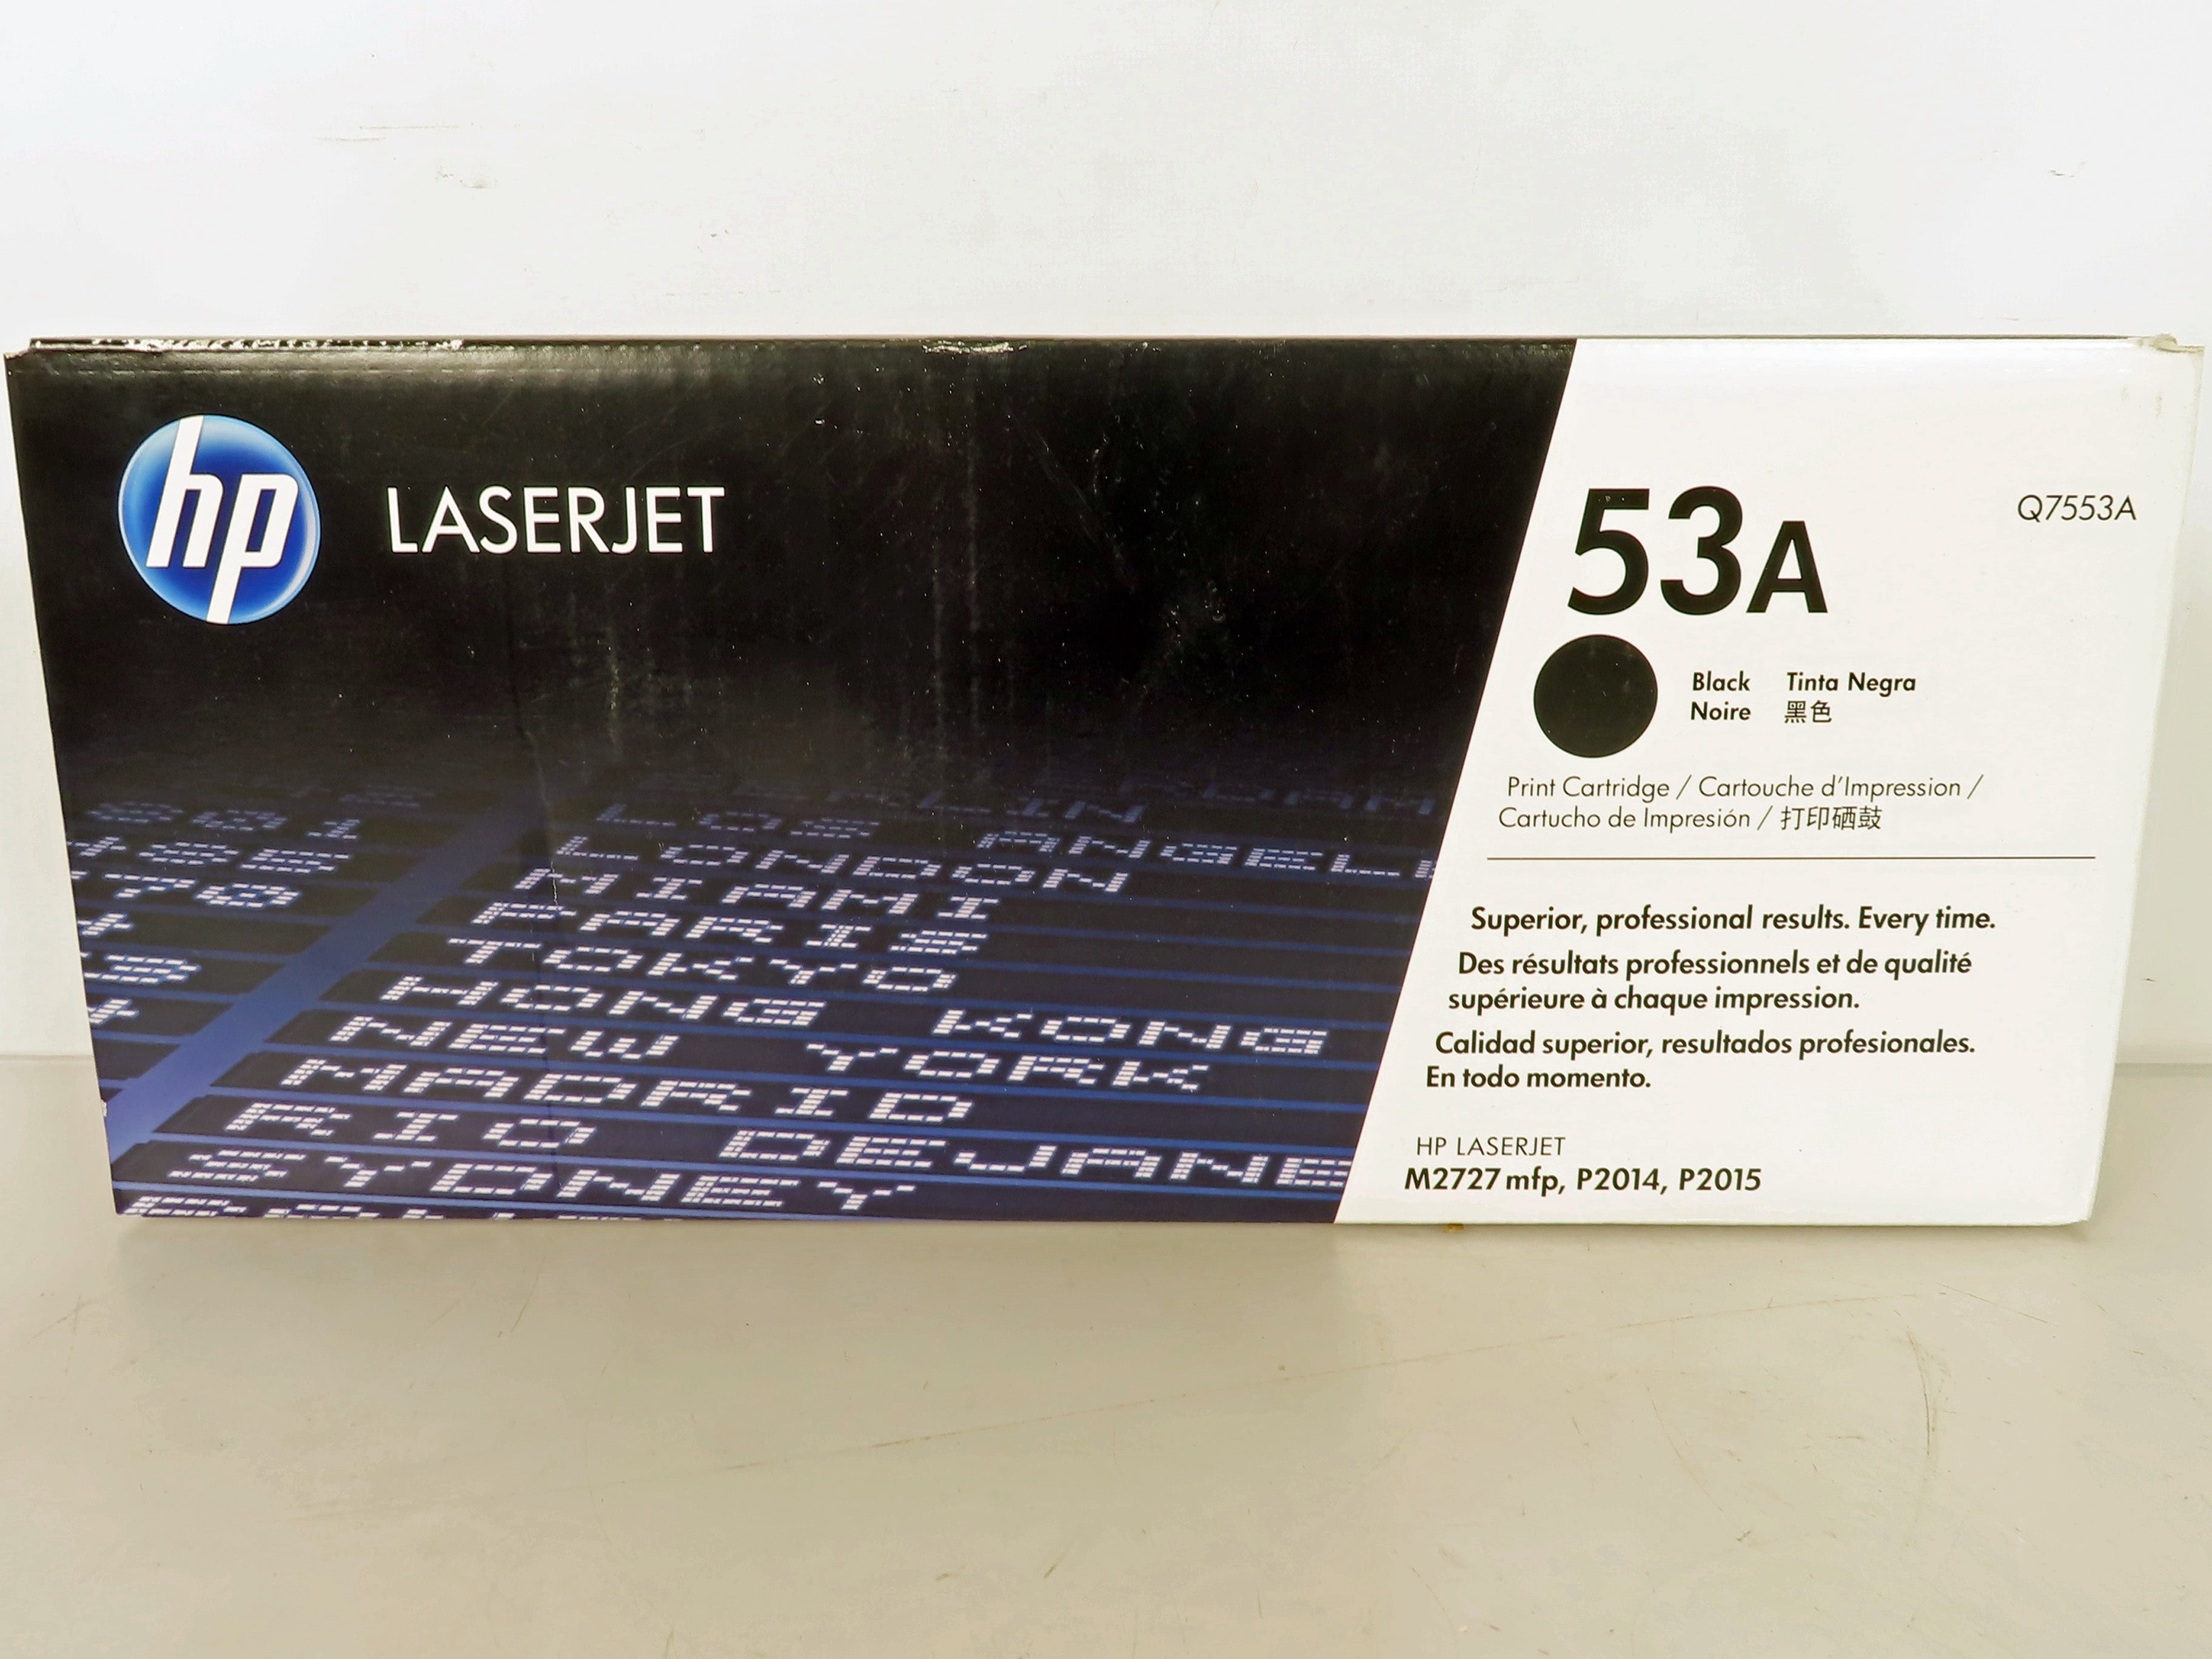 hp LASERJET
53A
Q7553A
Black Tinta Negra
Noire 黑色
Print Cartridge / Cartouche d'Impression /
Cartucho de Impresión / 打印硒鼓
Superior, professional results. Every time.
Des résultats professionnels et de qualité
supérieure à chaque impression.
Calidad superior, resultados profesionales.
En todo momento.
HP LASERJET
M2727 mfp, P2014, P2015
LOS ANGEL
LONDON
MIAMI
PARIS
TOKYO
HONG KONG
NEW YORK
MADRID
RIO DEJANE
SYDNEY